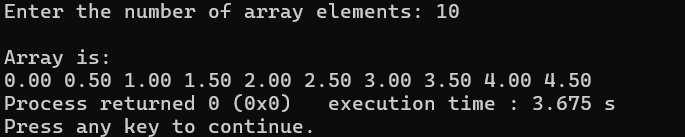 Enter the number of array elements: 10
Array is:
0.00 0.50 1.00 1.50 2.00 2.50 3.00 3.50 4.00 4.50
Process returned 0 (0x0)   execution time : 3.675 s
Press any key to continue.